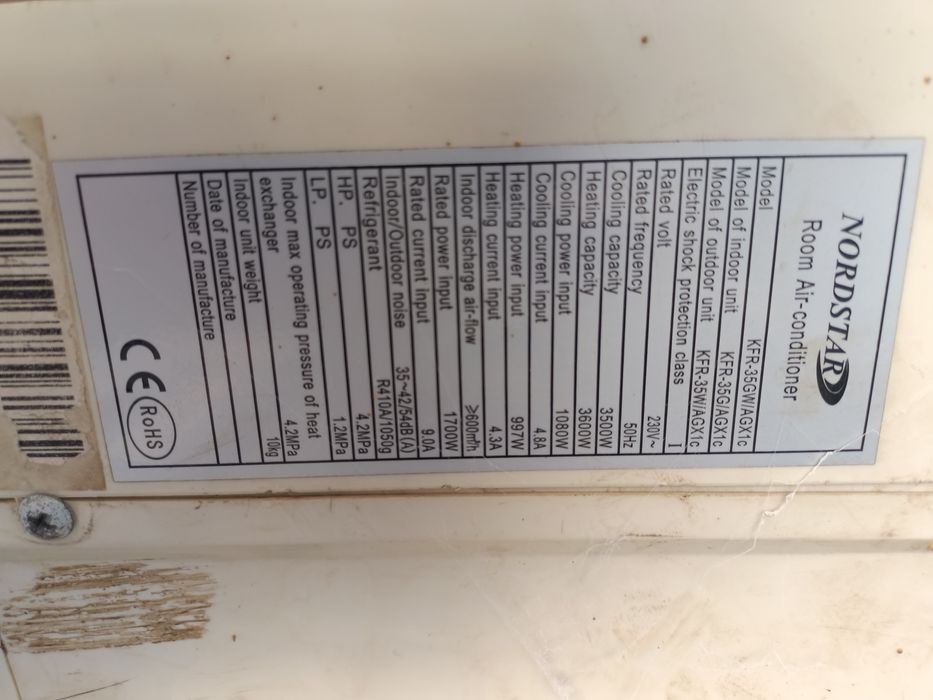 NORDSTAR
Room Air-conditioner
Model KFR-35GW/AGX1c
Model of indoor unit KFR-35G/AGX1c
Model of outdoor unit KFR-35W/AGX1c
Electric shock protection class I
Rated volt 230V~
Rated frequency 50Hz
Cooling capacity 3500W
Heating capacity 3600W
Cooling power input 1080W
Cooling current input 4.8A
Heating power input 997W
Heating current input 4.3A
Indoor discharge air-flow ≥600m³/h
Rated power input 1700W
Rated current input 9.0A
Indoor/Outdoor noise 35~42/54dB(A)
Refrigerant R410A/1050g
HP. PS 4.2MPa
LP. PS 1.2MPa
Indoor max operating pressure of heat
exchanger 4.2MPa
Indoor unit weight 10kg
Date of manufacture
Number of manufacture
CE RoHS